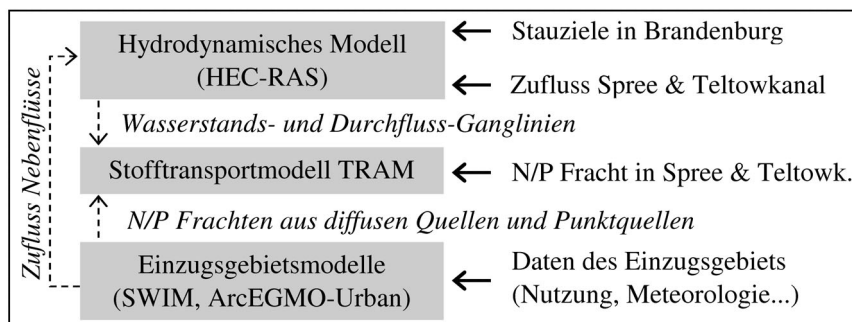 Hydrodynamisches Modell
(HEC-RAS)
Stauziele in Brandenburg
Zufluss Spree & Teltowkanal
Wasserstands- und Durchfluss-Ganglinien
Zufluss Nebenflüsse
Stofftransportmodell TRAM
N/P Fracht in Spree & Teltowk.
N/P Frachten aus diffusen Quellen und Punktquellen
Einzugsgebietsmodelle
(SWIM, ArcEGMO-Urban)
Daten des Einzugsgebiets
(Nutzung, Meteorologie...)